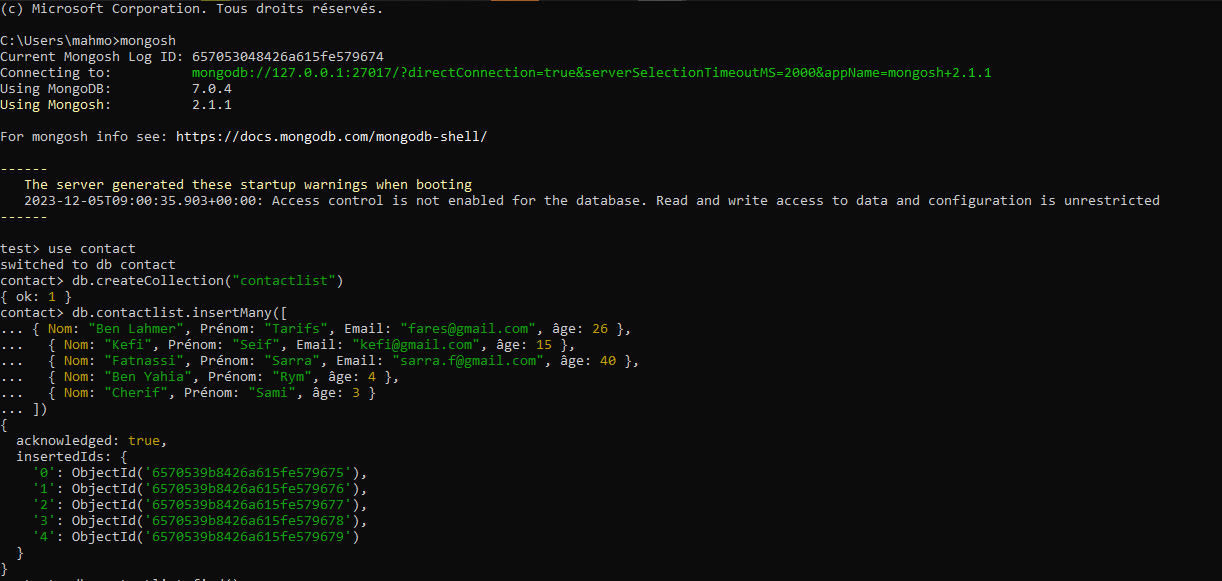 (c) Microsoft Corporation. Tous droits réservés.
C:\Users\mahmo>mongosh
Current Mongosh Log ID: 657053048426a615fe579674
Connecting to: mongodb://127.0.0.1:27017/?directConnection=true&serverSelectionTimeoutMS=2000&appName=mongosh+2.1.1
Using MongoDB: 7.0.4
Using Mongosh: 2.1.1
For mongosh info see: https://docs.mongodb.com/mongodb-shell/
------
The server generated these startup warnings when booting
2023-12-05T09:00:35.903+00:00: Access control is not enabled for the database. Read and write access to data and configuration is unrestricted
------
test> use contact
switched to db contact
contact> db.createCollection("contactlist")
{ ok: 1 }
contact> db.contactlist.insertMany([
... { Nom: "Ben Lahmer", Prénom: "Tarifs", Email: "fares@gmail.com", âge: 26 },
... { Nom: "Kefi", Prénom: "Seif", Email: "kefi@gmail.com", âge: 15 },
... { Nom: "Fatnassi", Prénom: "Sarra", Email: "sarra.f@gmail.com", âge: 40 },
... { Nom: "Ben Yahia", Prénom: "Rym", âge: 4 },
... { Nom: "Cherif", Prénom: "Sami", âge: 3 }
... ])
{
acknowledged: true,
insertedIds: {
'0': ObjectId('6570539b8426a615fe579675'),
'1': ObjectId('6570539b8426a615fe579676'),
'2': ObjectId('6570539b8426a615fe579677'),
'3': ObjectId('6570539b8426a615fe579678'),
'4': ObjectId('6570539b8426a615fe579679')
}
}